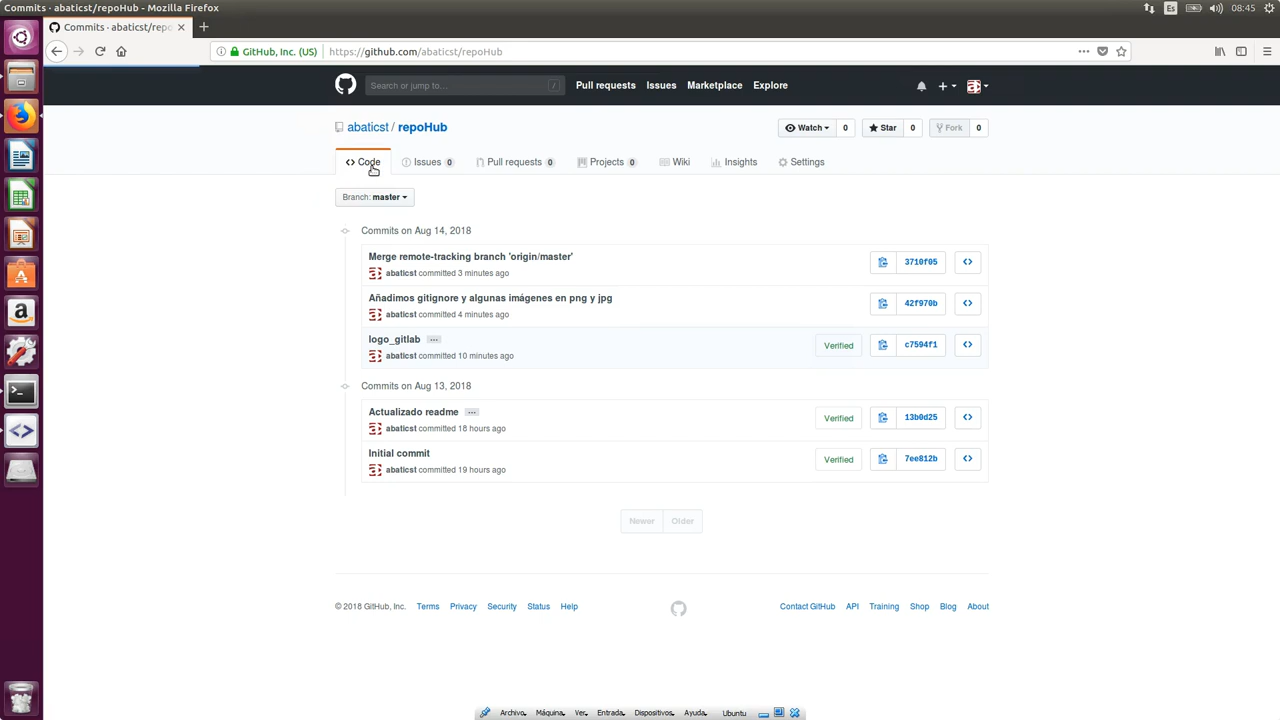 Commits · abaticst/repoHub - Mozilla Firefox
Es
08:45
Commits · abaticst/repo
GitHub, Inc. (US)
https://github.com/abaticst/repoHub
Search or jump to...
/
Pull requests
Issues
Marketplace
Explore
abaticst / repoHub
Watch 0
Star 0
Fork 0
Code
Issues 0
Pull requests 0
Projects 0
Wiki
Insights
Settings
Branch: master
Commits on Aug 14, 2018
Merge remote-tracking branch 'origin/master'
abaticst committed 3 minutes ago
3710f05
Añadimos gitignore y algunas imágenes en png y jpg
abaticst committed 4 minutes ago
42f970b
logo_gitlab ...
abaticst committed 10 minutes ago
Verified
c7594f1
Commits on Aug 13, 2018
Actualizado readme ...
abaticst committed 18 hours ago
Verified
13b0d25
Initial commit
abaticst committed 19 hours ago
Verified
7ee812b
Newer
Older
© 2018 GitHub, Inc.
Terms
Privacy
Security
Status
Help
Contact GitHub
API
Training
Shop
Blog
About
Archivo
Máquina
Ver
Entrada
Dispositivos
Ayuda
Ubuntu